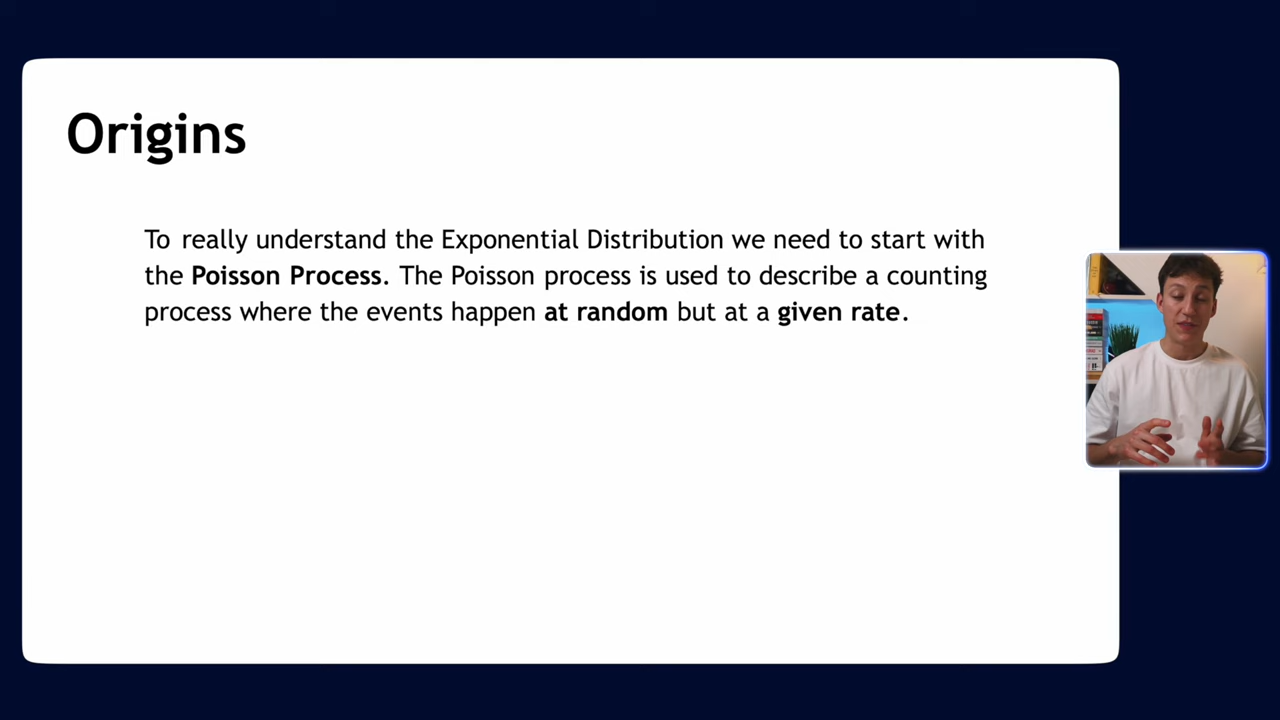 Origins
To really understand the Exponential Distribution we need to start with
the Poisson Process. The Poisson process is used to describe a counting
process where the events happen at random but at a given rate.